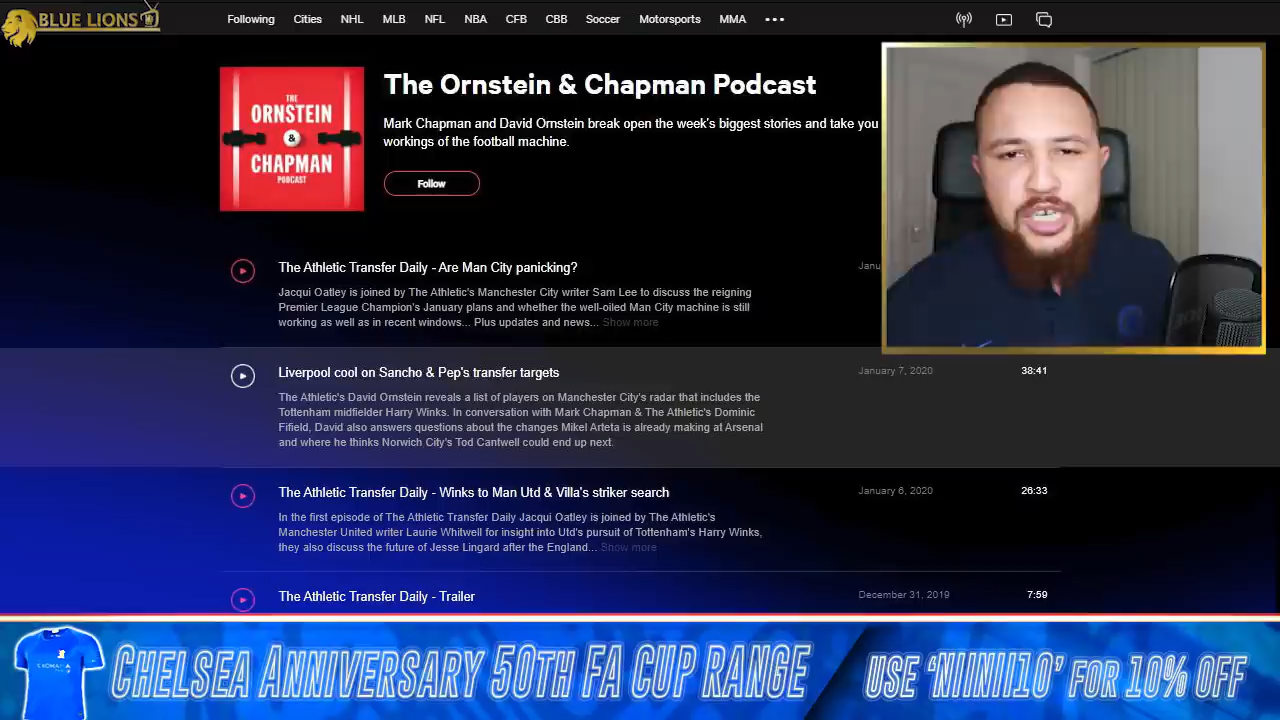 BLUE LIONS TV
Following Cities NHL MLB NFL NBA CFB CBB Soccer Motorsports MMA •••
THE
ORNSTEIN
&
CHAPMAN
PODCAST
The Ornstein & Chapman Podcast
Mark Chapman and David Ornstein break open the week's biggest stories and take you
workings of the football machine.
Follow
The Athletic Transfer Daily - Are Man City panicking?
Janu
Jacqui Oatley is joined by The Athletic's Manchester City writer Sam Lee to discuss the reigning
Premier League Champion's January plans and whether the well-oiled Man City machine is still
working as well as in recent windows... Plus updates and news... Show more
Liverpool cool on Sancho & Pep's transfer targets
January 7, 2020 38:41
The Athletic's David Ornstein reveals a list of players on Manchester City's radar that includes the
Tottenham midfielder Harry Winks. In conversation with Mark Chapman & The Athletic's Dominic
Fifield, David also answers questions about the changes Mikel Arteta is already making at Arsenal
and where he thinks Norwich City's Tod Cantwell could end up next.
The Athletic Transfer Daily - Winks to Man Utd & Villa's striker search
January 6, 2020 26:33
In the first episode of The Athletic Transfer Daily Jacqui Oatley is joined by The Athletic's
Manchester United writer Laurie Whitwell for insight into Utd's pursuit of Tottenham's Harry Winks,
they also discuss the future of Jesse Lingard after the England... Show more
The Athletic Transfer Daily - Trailer
December 31, 2019 7:59
CHELSEA ANNIVERSARY 50TH FA CUP RANGE
USE 'NIINII10' FOR 10% OFF